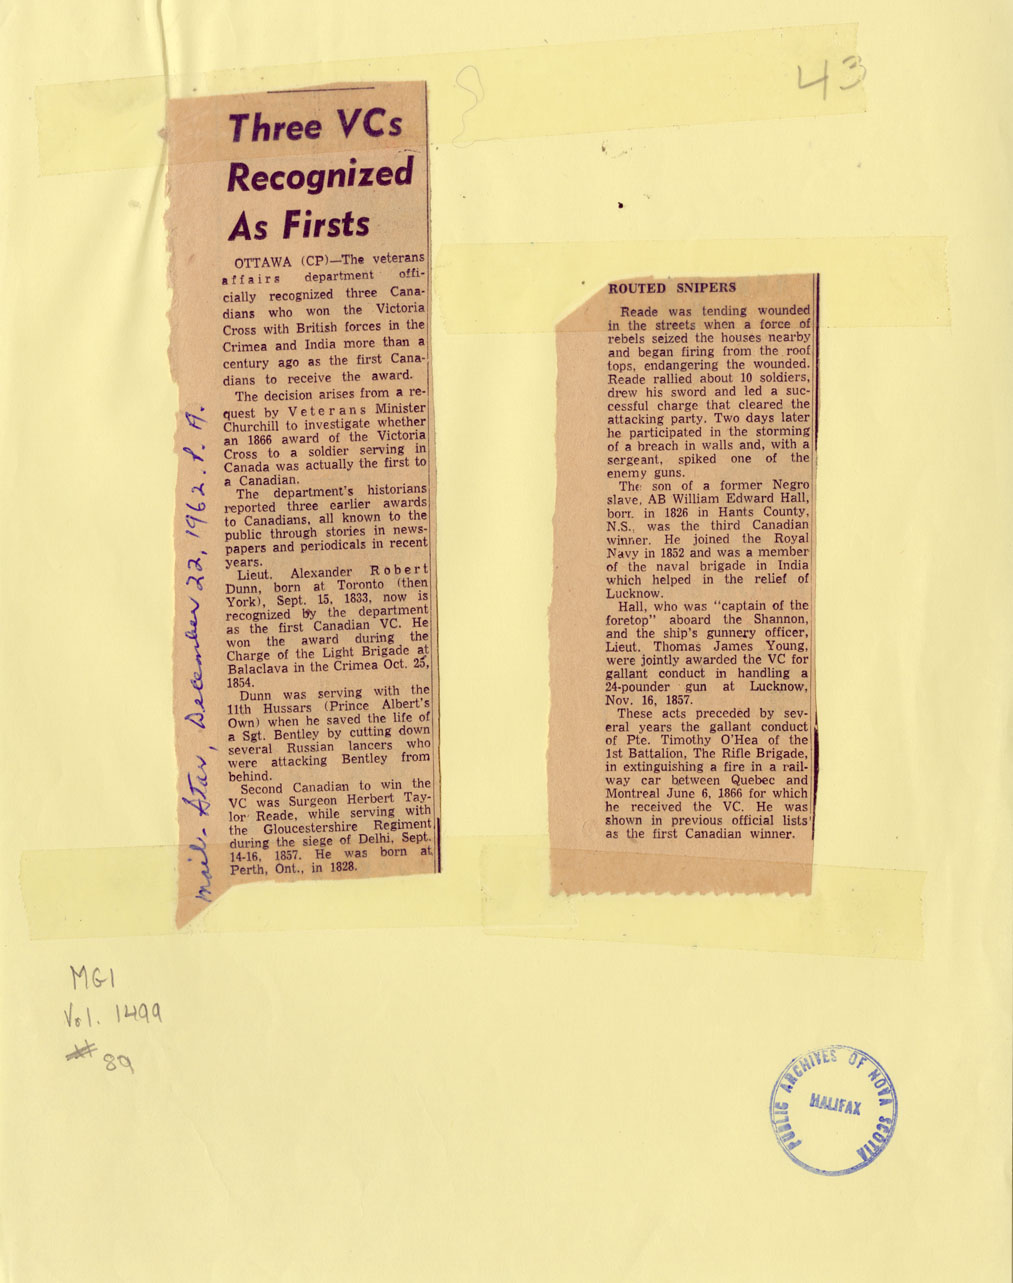 43
Three VCs
Recognized
As Firsts
OTTAWA (CP)—The veterans
affairs department offi-
cially recognized three Cana-
dians who won the Victoria
Cross with British forces in the
Crimea and India more than a
century ago as the first Cana-
dians to receive the award.
The decision arises from a re-
quest by Veterans Minister
Churchill to investigate whether
an 1866 award of the Victoria
Cross to a soldier serving in
Canada was actually the first to
a Canadian.
The department's historians
reported three earlier awards
to Canadians, all known to the
public through stories in news-
papers and periodicals in recent
years.
Lieut. Alexander Robert
Dunn, born at Toronto (then
York), Sept. 15, 1833, now is
recognized by the department
as the first Canadian VC. He
won the award during the
Charge of the Light Brigade at
Balaclava in the Crimea Oct. 25,
1854.
Dunn was serving with the
11th Hussars (Prince Albert's
Own) when he saved the life of
a Sgt. Bentley by cutting down
several Russian lancers who
were attacking Bentley from
behind.
Second Canadian to win the
VC was Surgeon Herbert Tay-
lor Reade, while serving with
the Gloucestershire Regiment
during the siege of Delhi, Sept.
14-16, 1857. He was born at
Perth, Ont., in 1828.
Mail-Star, December 22, 1962. P. A.
ROUTED SNIPERS
Reade was tending wounded
in the streets when a force of
rebels seized the houses nearby
and began firing from the roof
tops, endangering the wounded.
Reade rallied about 10 soldiers,
drew his sword and led a suc-
cessful charge that cleared the
attacking party. Two days later
he participated in the storming
of a breach in walls and, with a
sergeant, spiked one of the
enemy guns.
The son of a former Negro
slave, AB William Edward Hall,
born in 1826 in Hants County,
N.S., was the third Canadian
winner. He joined the Royal
Navy in 1852 and was a member
of the naval brigade in India
which helped in the relief of
Lucknow.
Hall, who was "captain of the
foretop" aboard the Shannon,
and the ship's gunnery officer,
Lieut. Thomas James Young,
were jointly awarded the VC for
gallant conduct in handling a
24-pounder gun at Lucknow,
Nov. 16, 1857.
These acts preceded by sev-
eral years the gallant conduct
of Pte. Timothy O'Hea of the
1st Battalion, The Rifle Brigade,
in extinguishing a fire in a rail-
way car between Quebec and
Montreal June 6, 1866 for which
he received the VC. He was
shown in previous official lists
as the first Canadian winner.
MG1
Vol. 1499
# 89
PUBLIC ARCHIVES OF NOVA SCOTIA
HALIFAX